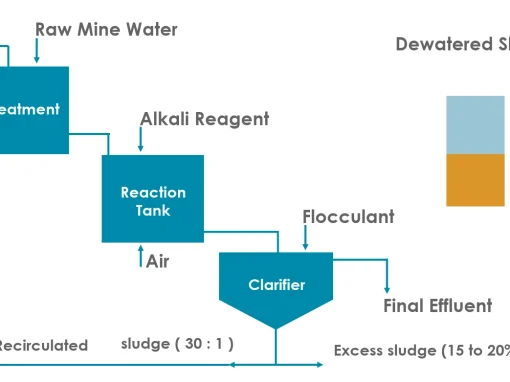 Raw Mine Water
Dewatered
eatment
Alkali Reagent
Reaction
Tank
Flocculant
Air
Clarifier
Final Effluent
Recirculated sludge ( 30 : 1 )
Excess sludge (15 to 20%